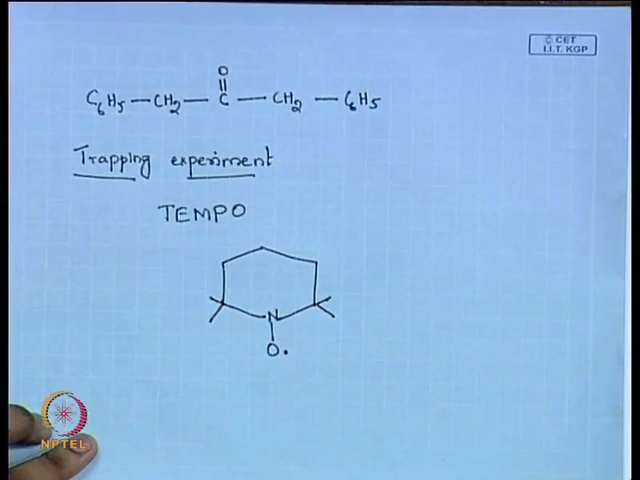 © CET
I.I.T. KGP
O
C6H5—CH2—C—CH2—C6H5
Trapping experiment
TEMPO
N
O.
NPTEL